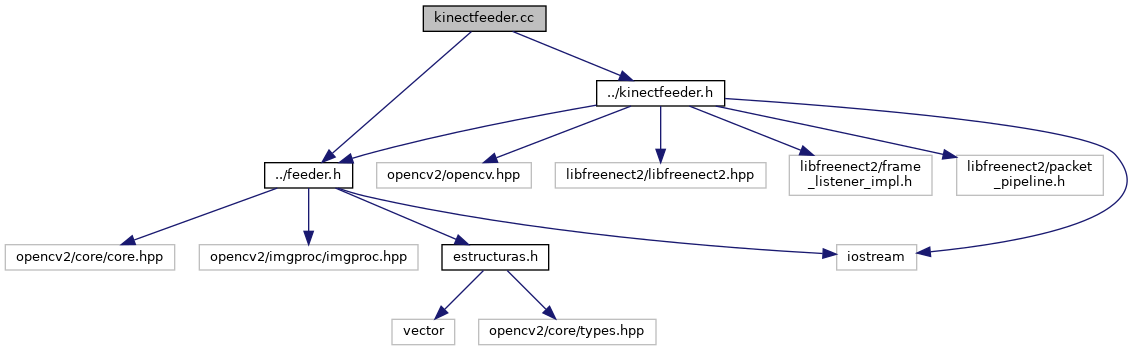 kinectfeeder.cc
../kinectfeeder.h
../feeder.h
opencv2/opencv.hpp
libfreenect2/libfreenect2.hpp
libfreenect2/frame
_listener_impl.h
libfreenect2/packet
_pipeline.h
opencv2/core/core.hpp
opencv2/imgproc/imgproc.hpp
estructuras.h
iostream
vector
opencv2/core/types.hpp